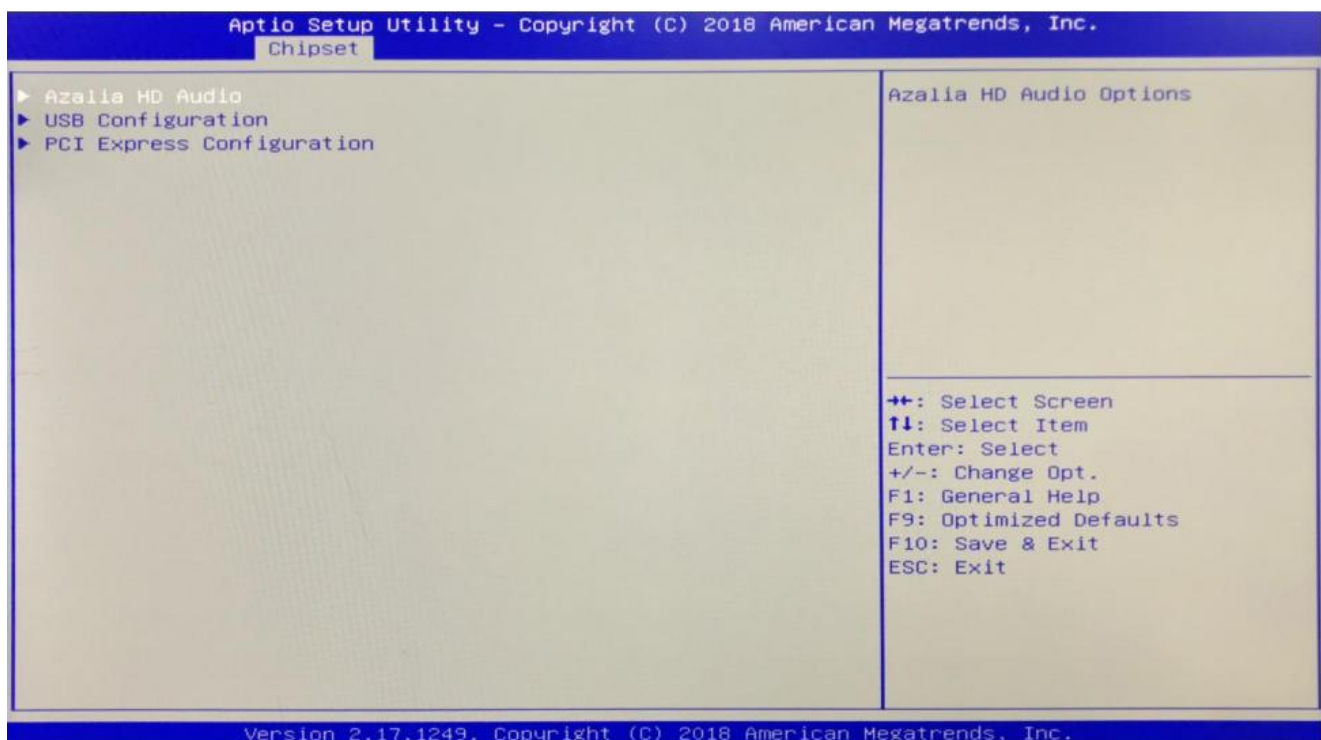 Aptio Setup Utility – Copyright (C) 2018 American Megatrends, Inc.
Chipset
▶ Azalia HD Audio
▶ USB Configuration
▶ PCI Express Configuration
Azalia HD Audio Options
→←: Select Screen
↑↓: Select Item
Enter: Select
+/-: Change Opt.
F1: General Help
F9: Optimized Defaults
F10: Save & Exit
ESC: Exit
Version 2.17.1249. Copyright (C) 2018 American Megatrends, Inc.